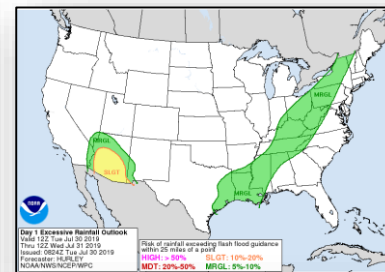 MRGL
MRGL
SLGT
MRGL
NOAA
Day 1 Excessive Rainfall Outlook
Valid 12Z Tue Jul 30 2019
Thru 12Z Wed Jul 31 2019
Issued: 0824Z Tue Jul 30 2019
Forecaster: HURLEY
NOAA/NWS/NCEP/WPC
Risk of rainfall exceeding flash flood guidance
within 25 miles of a point
HIGH: > 50% SLGT: 10%-20%
MDT: 20%-50% MRGL: 5%-10%